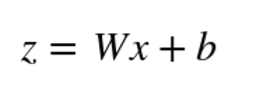 z = Wx + b